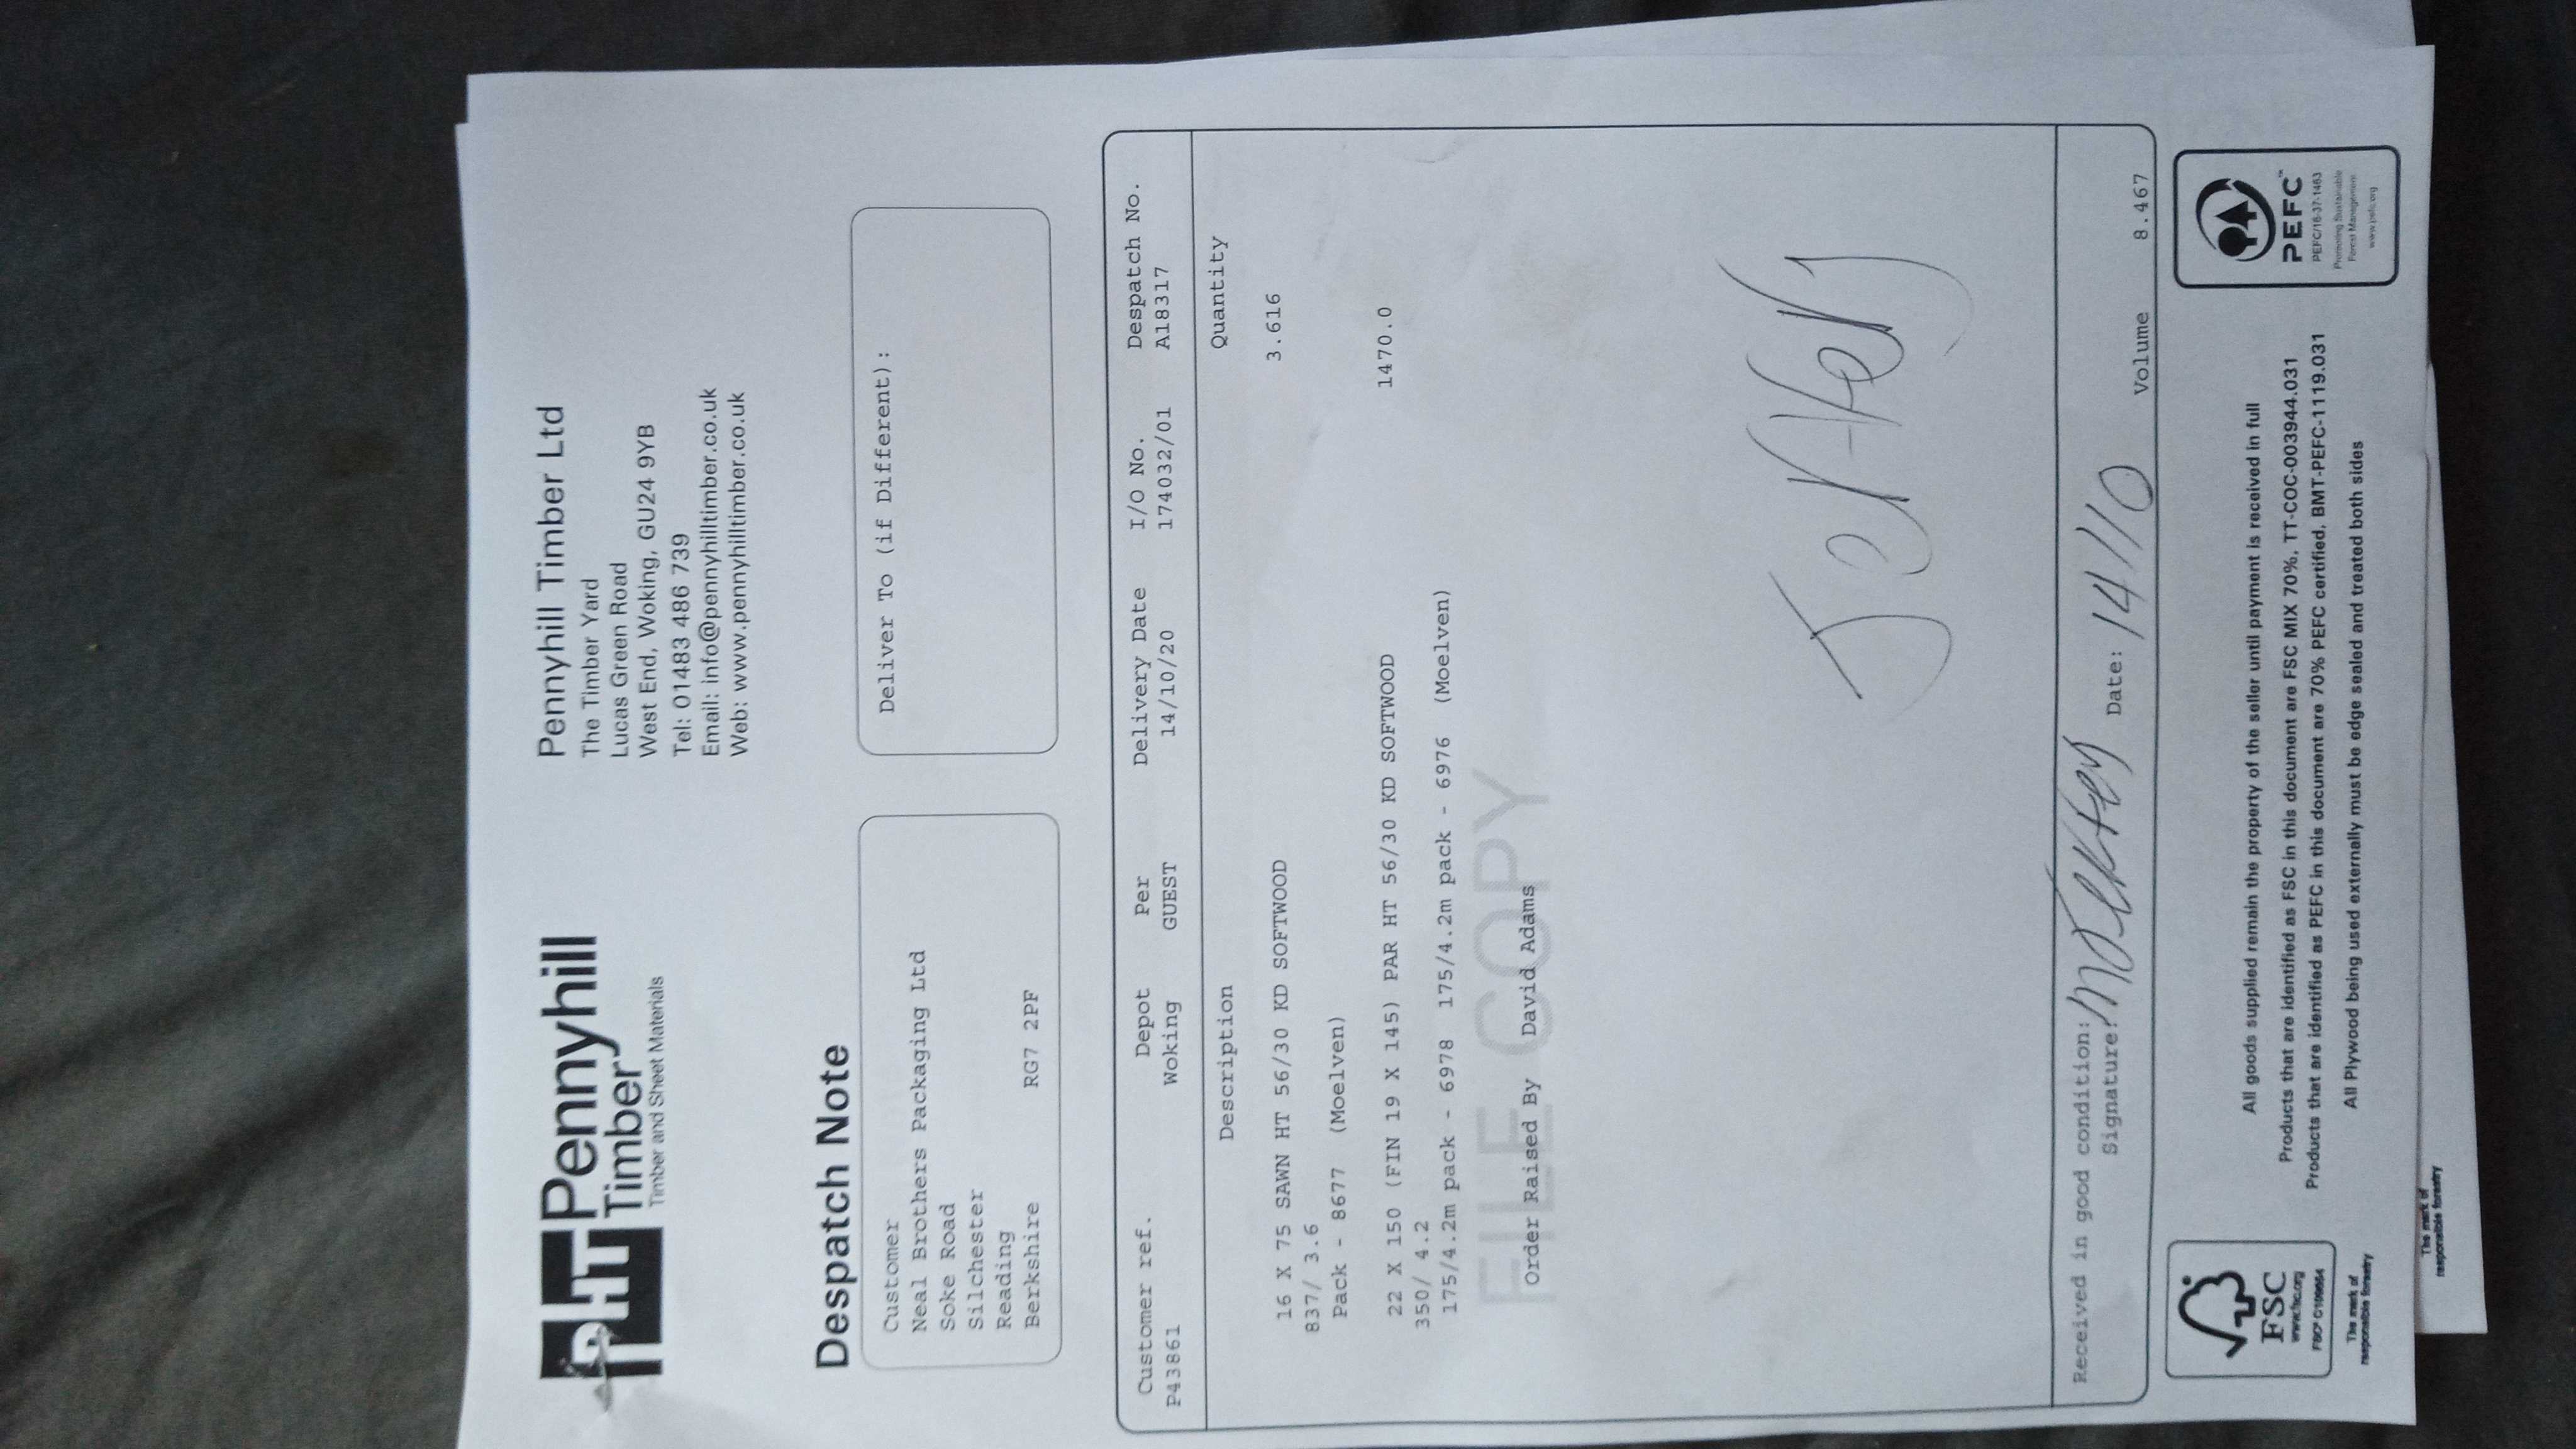 PHT Pennyhill
Timber
Timber and Sheet Materials
Pennyhill Timber Ltd
The Timber Yard
Lucas Green Road
West End, Woking, GU24 9YB
Tel: 01483 486 739
Email: info@pennyhilltimber.co.uk
Web: www.pennyhilltimber.co.uk
Despatch Note
Customer
Neal Brothers Packaging Ltd
Soke Road
Silchester
Reading
Berkshire RG7 2PF
Deliver To (if Different):
Customer ref. Depot Per Delivery Date I/O No. Despatch No.
P43861 Woking GUEST 14/10/20 174032/01 A18317
Description Quantity
16 X 75 SAWN HT 56/30 KD SOFTWOOD 3.616
837/ 3.6
Pack - 8677 (Moelven)
22 X 150 (FIN 19 X 145) PAR HT 56/30 KD SOFTWOOD 1470.0
350/ 4.2
175/4.2m pack - 6978 175/4.2m pack - 6976 (Moelven)
FILE COPY
Order Raised By David Adams
Received in good condition:
Signature: Date: 14/10 Volume 8.467
All goods supplied remain the property of the seller until payment is received in full
Products that are identified as FSC in this document are FSC MIX 70%, TT-COC-003944.031
Products that are identified as PEFC in this document are 70% PEFC certified, BMT-PEFC-1119.031
All Plywood being used externally must be edge sealed and treated both sides
FSC
www.fsc.org
The mark of
responsible forestry
PEFC™
PEFC/16-37-1463
Promoting Sustainable
Forest Management
www.pefc.org
The mark of
responsible forestry